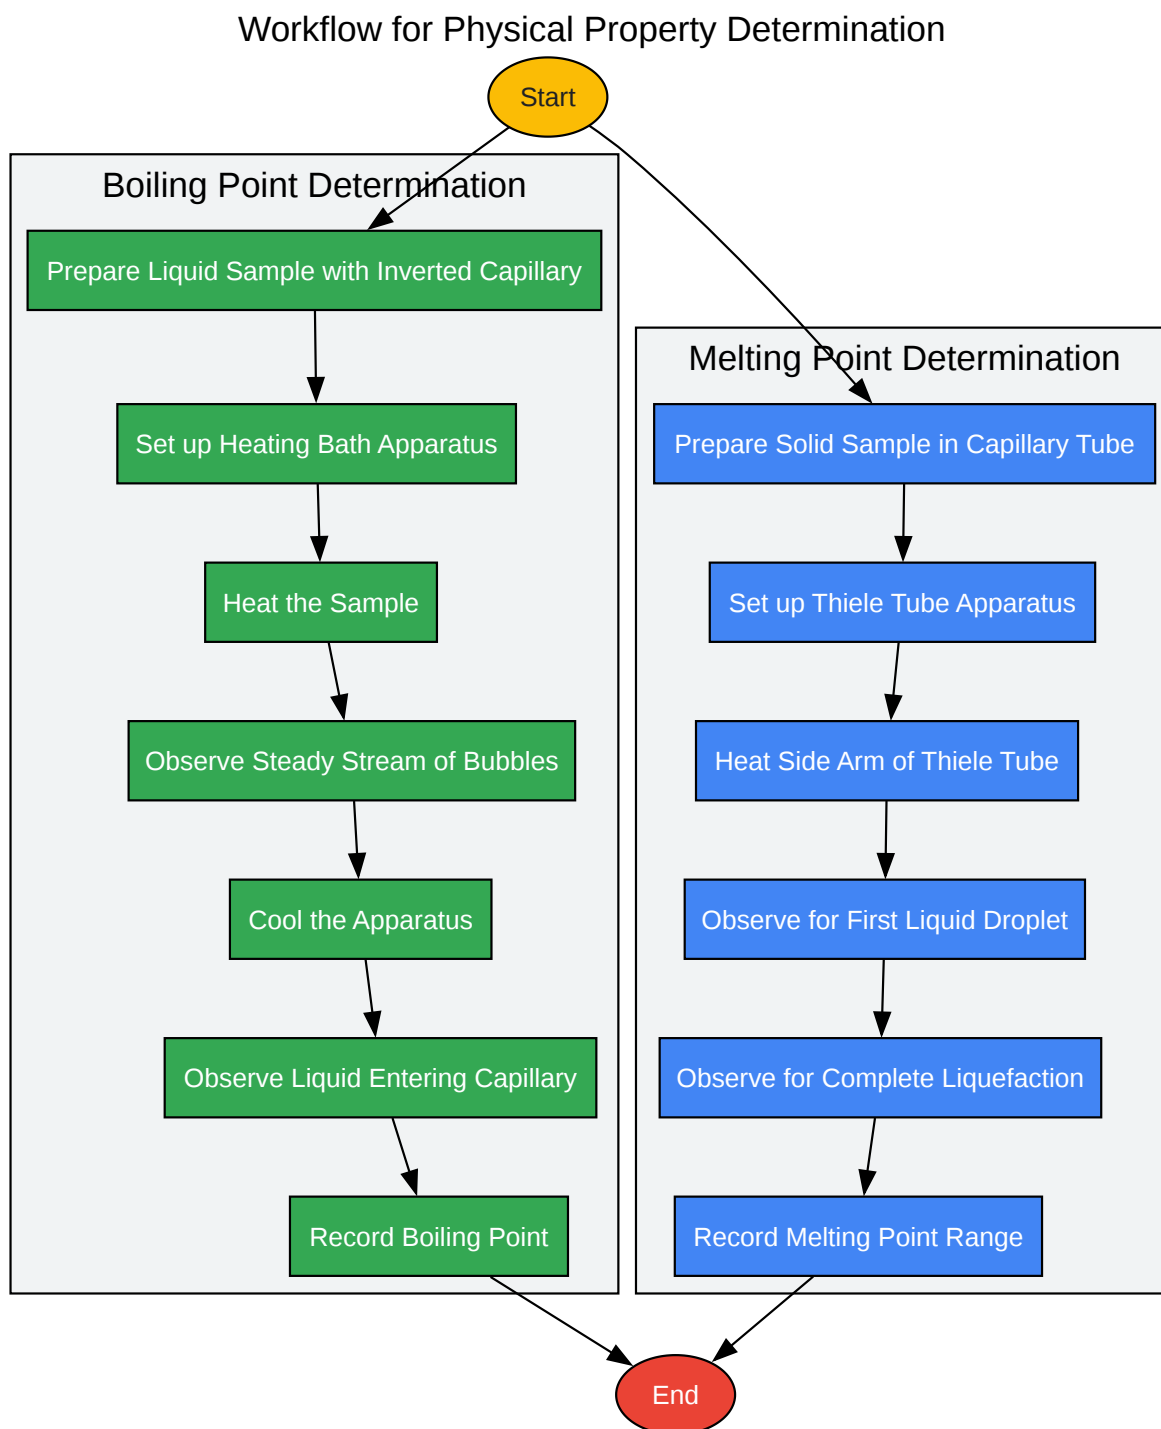 Workflow for Physical Property Determination
Start
Boiling Point Determination
Prepare Liquid Sample with Inverted Capillary
Set up Heating Bath Apparatus
Heat the Sample
Observe Steady Stream of Bubbles
Cool the Apparatus
Observe Liquid Entering Capillary
Record Boiling Point
Melting Point Determination
Prepare Solid Sample in Capillary Tube
Set up Thiele Tube Apparatus
Heat Side Arm of Thiele Tube
Observe for First Liquid Droplet
Observe for Complete Liquefaction
Record Melting Point Range
End